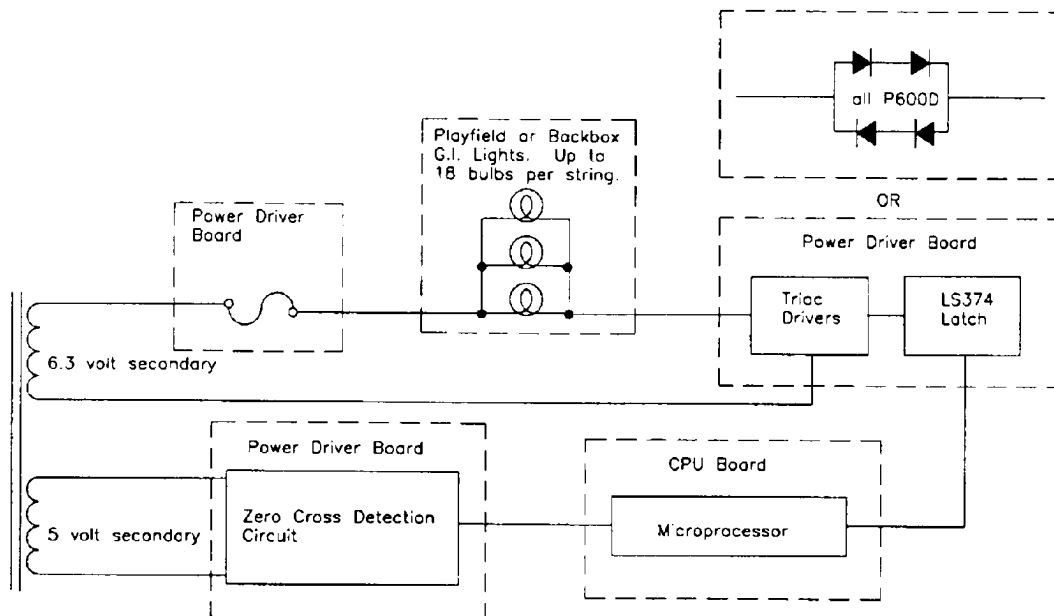 all P600D
Playfield or Backbox
G.I. Lights. Up to
18 bulbs per string.
OR
Power Driver
Board
Power Driver Board
Triac
Drivers
LS374
Latch
6.3 volt secondary
Power Driver Board
CPU Board
Zero Cross Detection
Circuit
Microprocessor
5 volt secondary